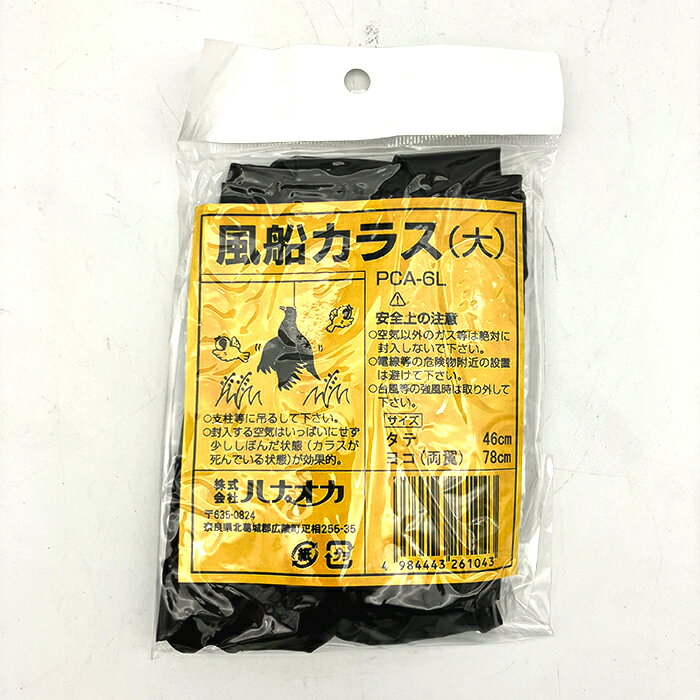 風船カラス(大)
PCA-6L
安全上の注意
○空気以外のガス等は絶対に
封入しないで下さい。
○電線等の危険物附近の設置
は避けて下さい。
○台風等の強風時は取り外して
下さい。
サイズ
タテ 46cm
ヨコ(両翼) 78cm
○支柱等に吊るして下さい。
○封入する空気はいっぱいにせず
少ししぼんだ状態(カラスが
死んでいる状態)が効果的。
株式会社 ハナオカ
〒635-0824
奈良県北葛城郡広陵町疋相255-35
紙 プラ
4 984443 261043